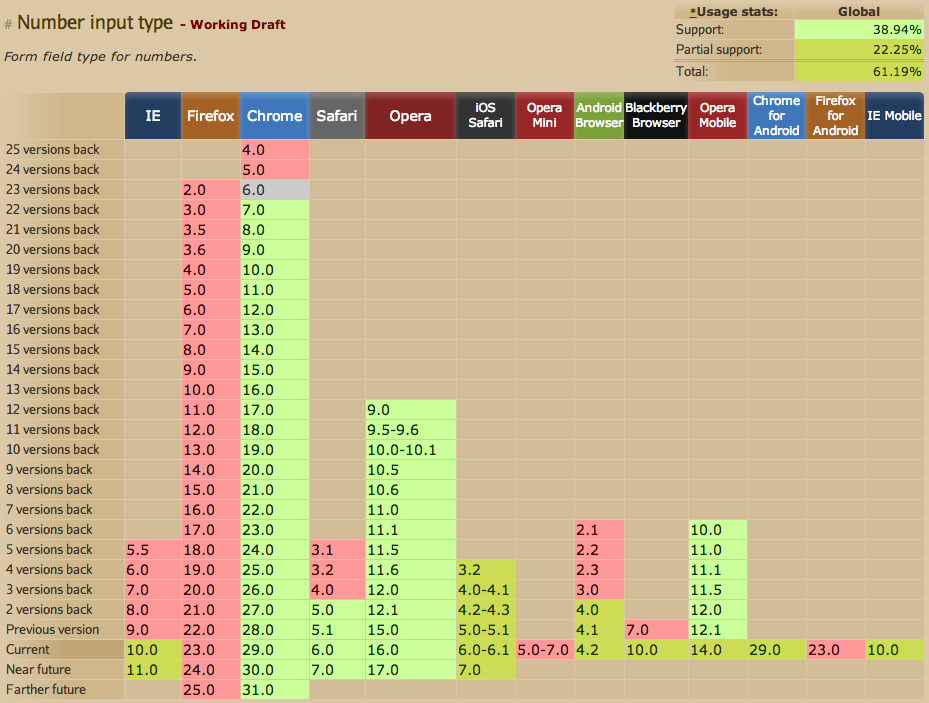 # Number input type - Working Draft
*Usage stats: Global
Support: 38.94%
Form field type for numbers.
Partial support: 22.25%
Total: 61.19%
IE Firefox Chrome Safari Opera iOS Safari Opera Mini Android Browser Blackberry Browser Opera Mobile Chrome for Android Firefox for Android IE Mobile
25 versions back 4.0
24 versions back 5.0
23 versions back 2.0 6.0
22 versions back 3.0 7.0
21 versions back 3.5 8.0
20 versions back 3.6 9.0
19 versions back 4.0 10.0
18 versions back 5.0 11.0
17 versions back 6.0 12.0
16 versions back 7.0 13.0
15 versions back 8.0 14.0
14 versions back 9.0 15.0
13 versions back 10.0 16.0
12 versions back 11.0 17.0 9.0
11 versions back 12.0 18.0 9.5-9.6
10 versions back 13.0 19.0 10.0-10.1
9 versions back 14.0 20.0 10.5
8 versions back 15.0 21.0 10.6
7 versions back 16.0 22.0 11.0
6 versions back 17.0 23.0 11.1 2.1 10.0
5 versions back 5.5 18.0 24.0 3.1 11.5 2.2 11.0
4 versions back 6.0 19.0 25.0 3.2 11.6 3.2 2.3 11.1
3 versions back 7.0 20.0 26.0 4.0 12.0 4.0-4.1 3.0 11.5
2 versions back 8.0 21.0 27.0 5.0 12.1 4.2-4.3 4.0 12.0
Previous version 9.0 22.0 28.0 5.1 15.0 5.0-5.1 4.1 7.0 12.1
Current 10.0 23.0 29.0 6.0 16.0 6.0-6.1 5.0-7.0 4.2 10.0 14.0 29.0 23.0 10.0
Near future 11.0 24.0 30.0 7.0 17.0 7.0
Farther future 25.0 31.0